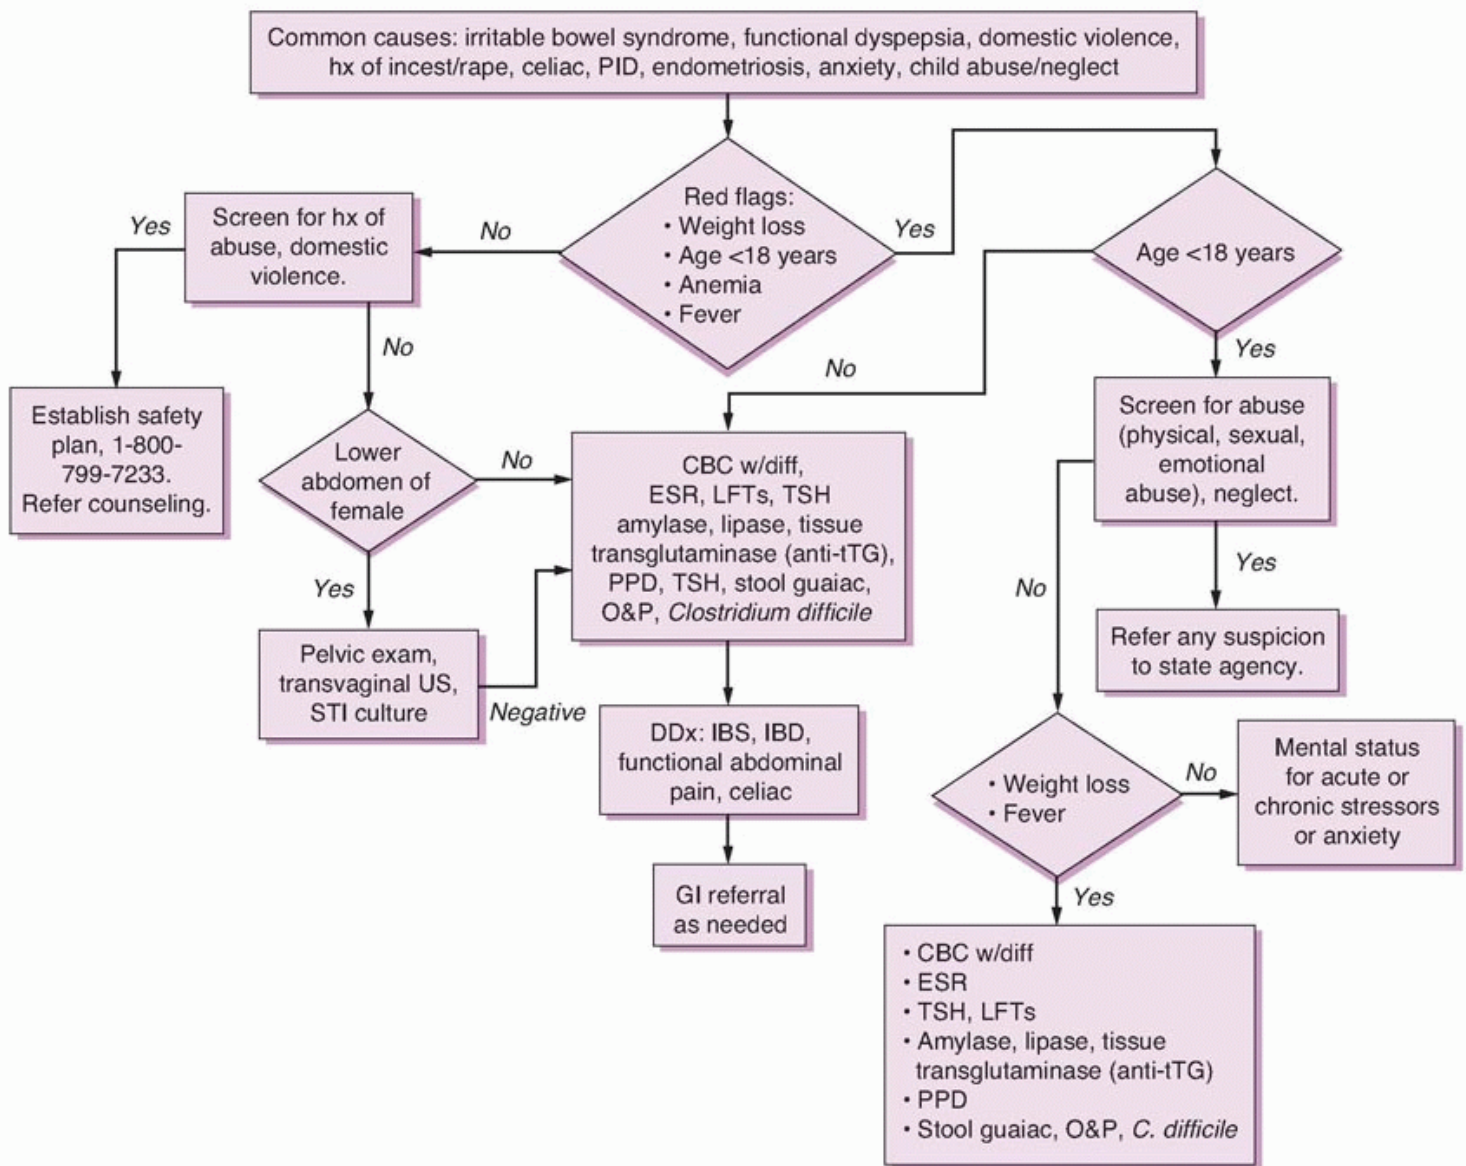 Common causes: irritable bowel syndrome, functional dyspepsia, domestic violence,
hx of incest/rape, celiac, PID, endometriosis, anxiety, child abuse/neglect
Red flags:
• Weight loss
• Age <18 years
• Anemia
• Fever
No
Yes
Screen for hx of
abuse, domestic
violence.
Yes
No
Establish safety
plan, 1-800-
799-7233.
Refer counseling.
Lower
abdomen of
female
No
Yes
Pelvic exam,
transvaginal US,
STI culture
Negative
Age <18 years
No
Yes
CBC w/diff,
ESR, LFTs, TSH
amylase, lipase, tissue
transglutaminase (anti-tTG),
PPD, TSH, stool guaiac,
O&P, Clostridium difficile
DDx: IBS, IBD,
functional abdominal
pain, celiac
GI referral
as needed
Screen for abuse
(physical, sexual,
emotional
abuse), neglect.
No
Yes
Refer any suspicion
to state agency.
• Weight loss
• Fever
No
Yes
Mental status
for acute or
chronic stressors
or anxiety
• CBC w/diff
• ESR
• TSH, LFTs
• Amylase, lipase, tissue
transglutaminase (anti-tTG)
• PPD
• Stool guaiac, O&P, C. difficile